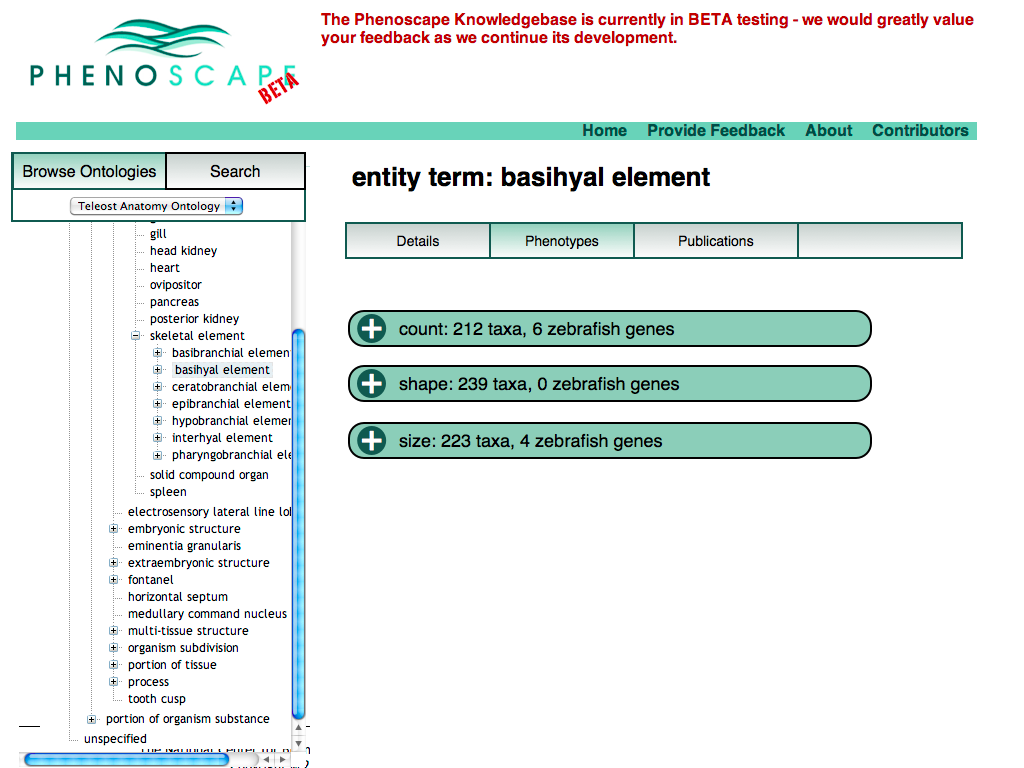 The Phenoscape Knowledgebase is currently in BETA testing - we would greatly value
your feedback as we continue its development.
PHENOSCAPE
BETA
Home Provide Feedback About Contributors
Browse Ontologies Search
Teleost Anatomy Ontology
gill
head kidney
heart
ovipositor
pancreas
posterior kidney
skeletal element
basibranchial elemen
basihyal element
ceratobranchial elem
epibranchial element
hypobranchial elemen
interhyal element
pharyngobranchial ele
solid compound organ
spleen
electrosensory lateral line lo
embryonic structure
eminentia granularis
extraembryonic structure
fontanel
horizontal septum
medullary command nucleus
multi-tissue structure
organism subdivision
portion of tissue
process
tooth cusp
portion of organism substance
unspecified
The National Center for
entity term: basihyal element
Details Phenotypes Publications
count: 212 taxa, 6 zebrafish genes
shape: 239 taxa, 0 zebrafish genes
size: 223 taxa, 4 zebrafish genes